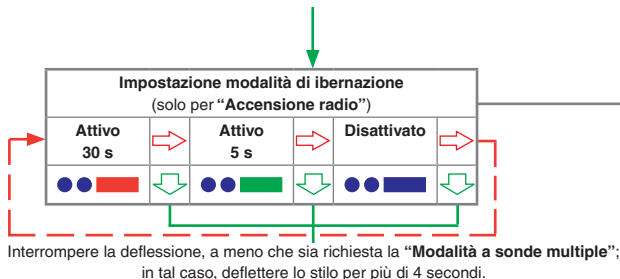 Impostazione modalità di ibernazione
(solo per “Accensione radio”)
Attivo
30 s
Attivo
5 s
Disattivato
Interrompere la deflessione, a meno che sia richiesta la “Modalità a sonde multiple”;
in tal caso, deflettere lo stilo per più di 4 secondi.